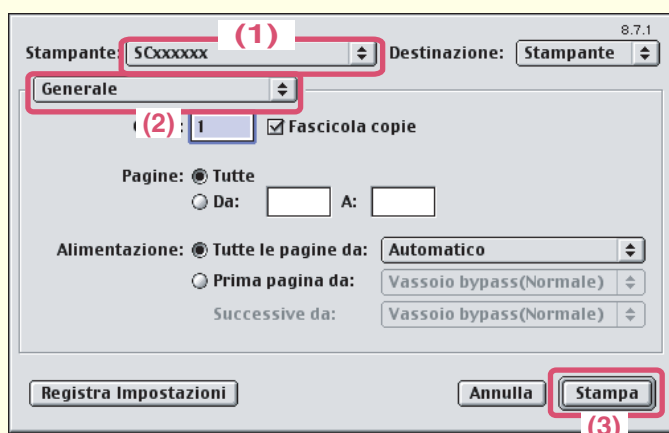 8.7.1
(1)
Stampante: SCxxxxxx Destinazione: Stampante
Generale
(2) : 1 Fascicola copie
Pagine: Tutte
Da: A:
Alimentazione: Tutte le pagine da: Automatico
Prima pagina da: Vassoio bypass(Normale)
Successive da: Vassoio bypass(Normale)
Registra Impostazioni Annulla Stampa
(3)